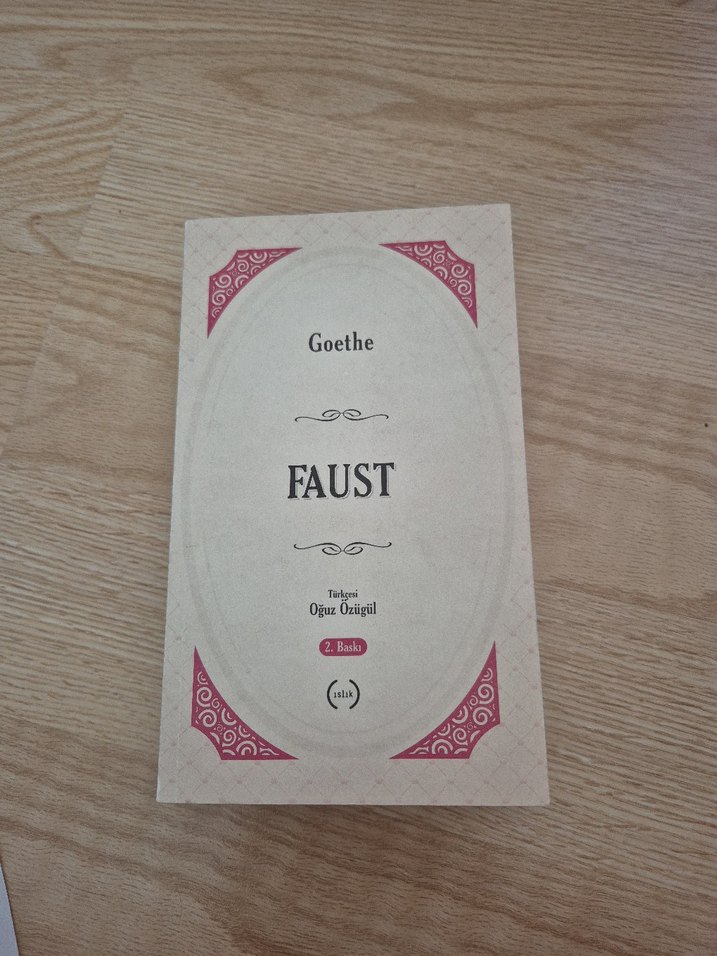 Goethe
FAUST
Türkçesi
Oğuz Özügül
2. Baskı
ıslık